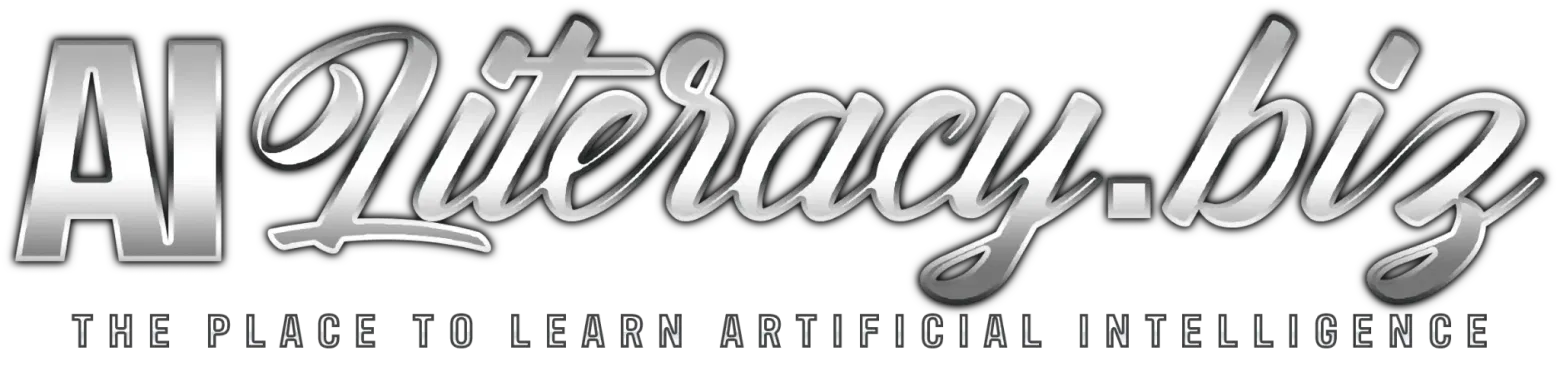 AI Literacy.biz
THE PLACE TO LEARN ARTIFICIAL INTELLIGENCE